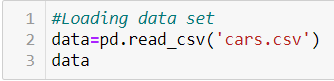 1 #Loading data set
2 data=pd.read_csv('cars.csv')
3 data